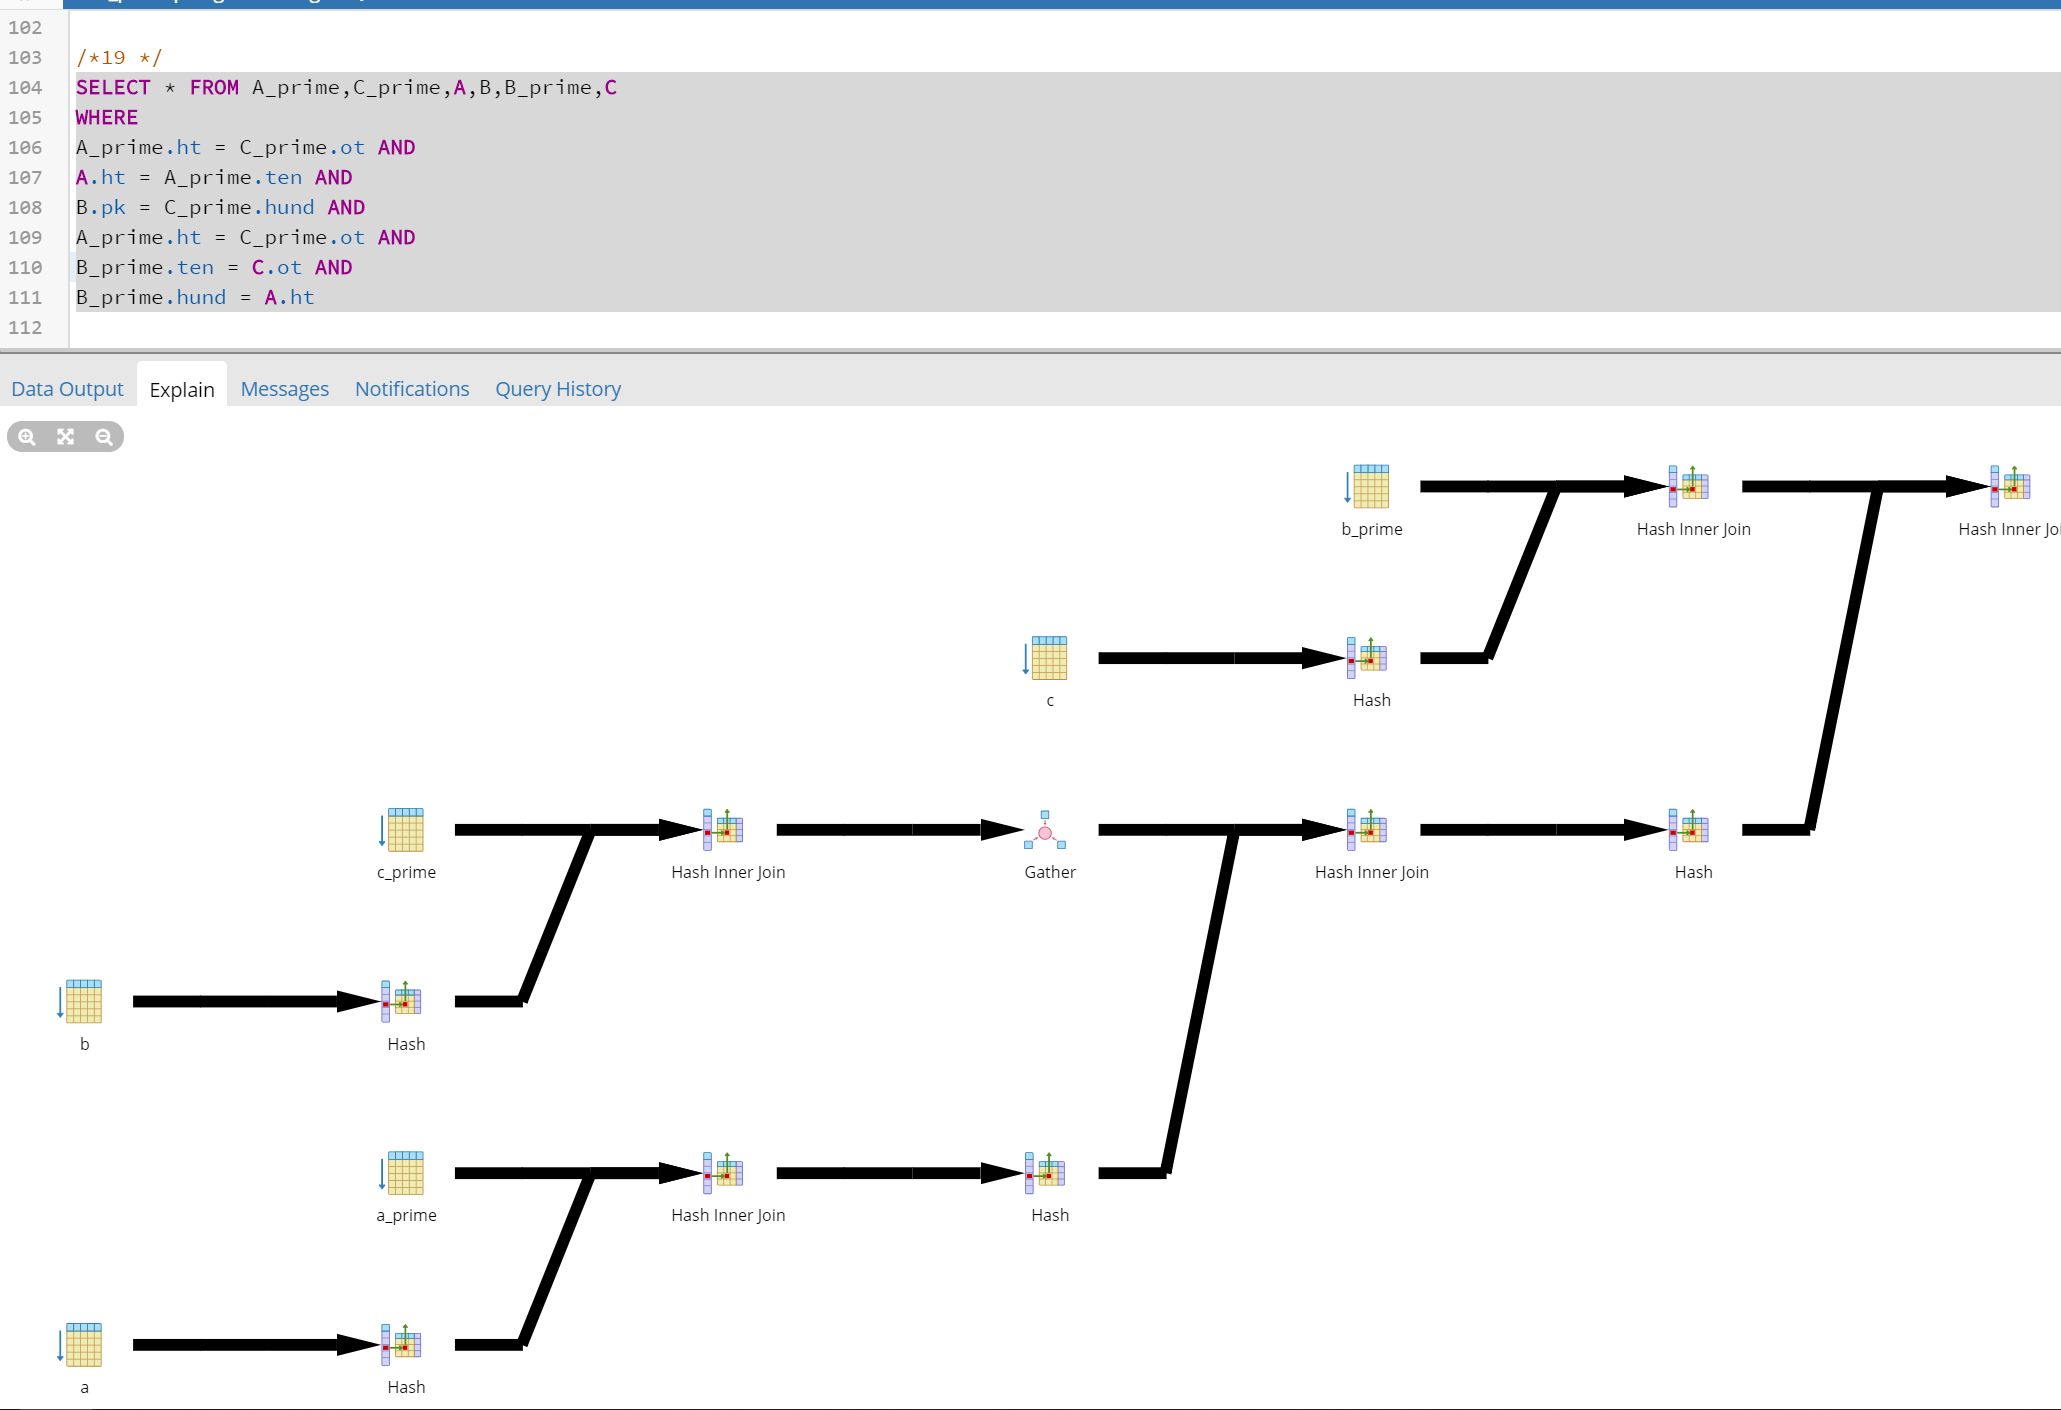 102
103 /*19 */
104 SELECT * FROM A_prime,C_prime,A,B,B_prime,C
105 WHERE
106 A_prime.ht = C_prime.ot AND
107 A.ht = A_prime.ten AND
108 B.pk = C_prime.hund AND
109 A_prime.ht = C_prime.ot AND
110 B_prime.ten = C.ot AND
111 B_prime.hund = A.ht
112
Data Output Explain Messages Notifications Query History
b_prime Hash Inner Join Hash Inner Joi
c Hash
c_prime Hash Inner Join Gather Hash Inner Join Hash
b Hash
a_prime Hash Inner Join Hash
a Hash